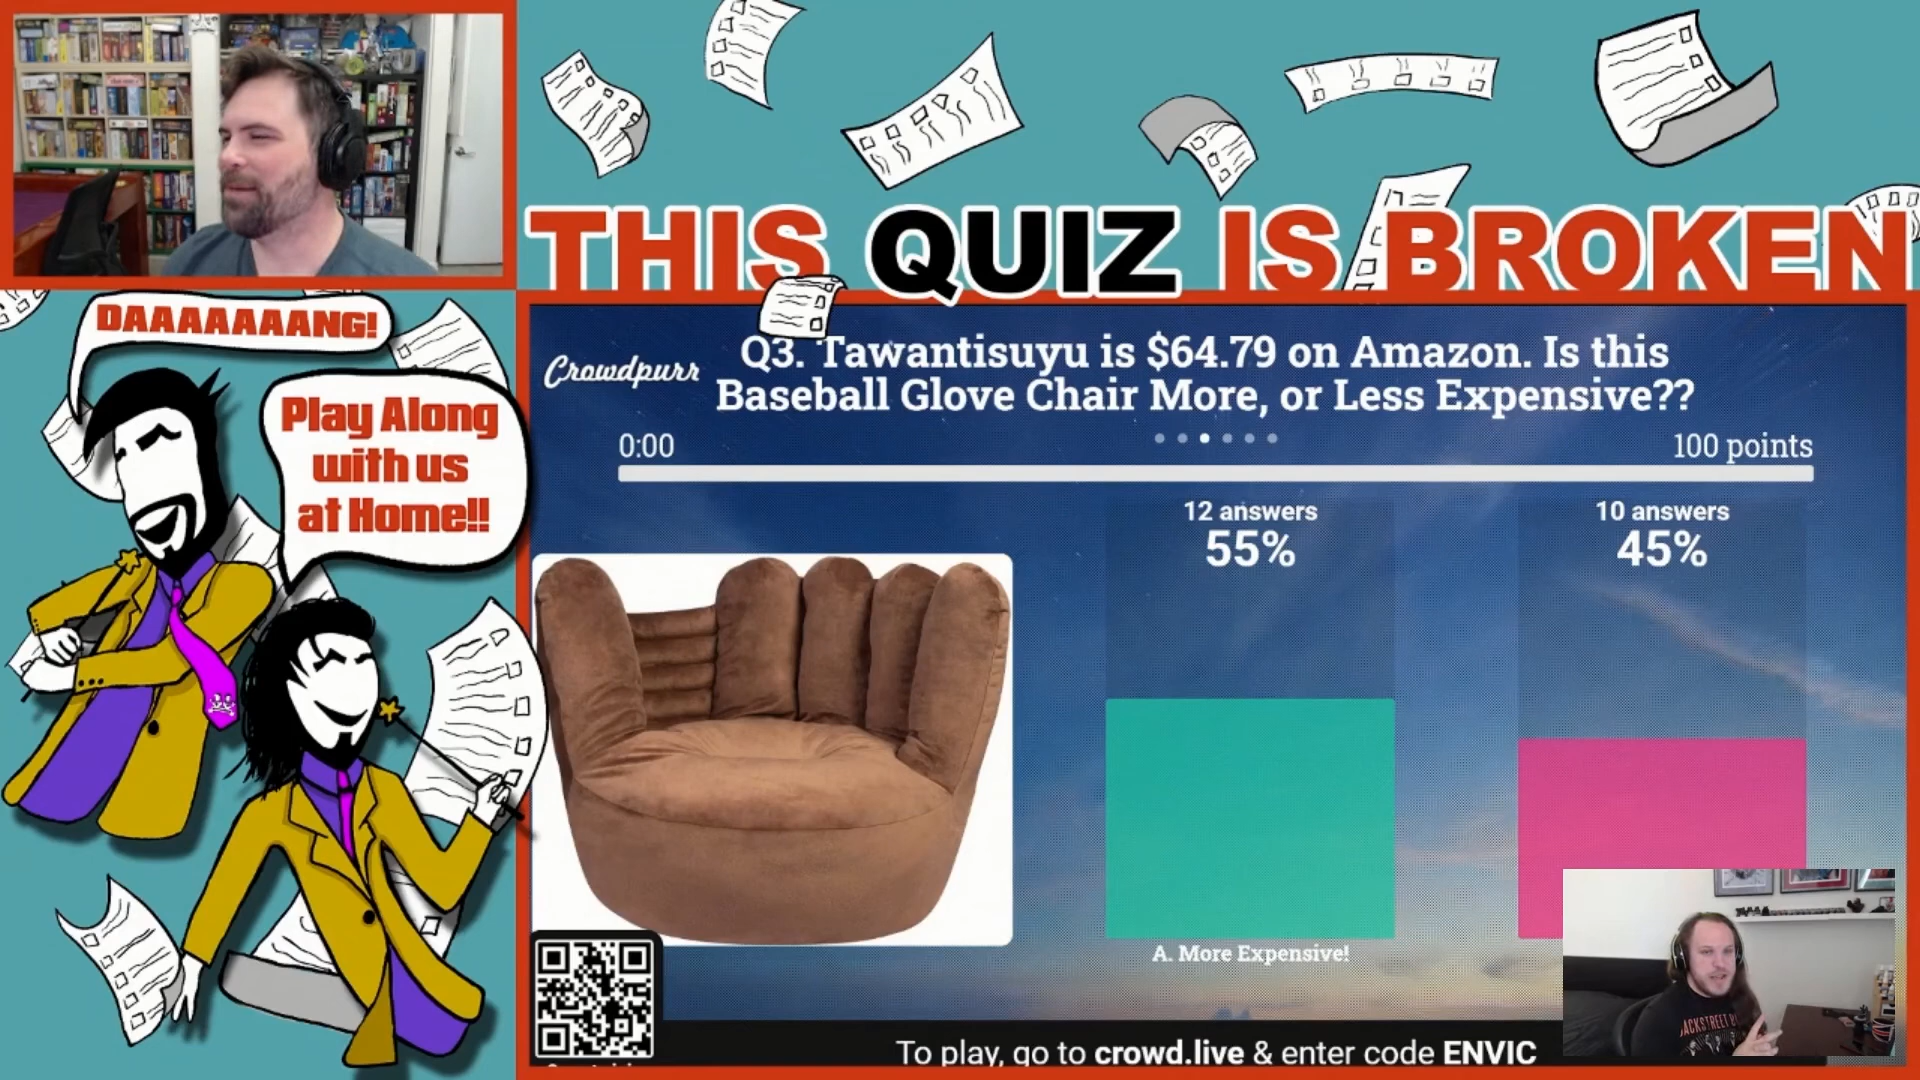 THIS QUIZ IS BROKEN
DAAAAAAANG!
Play Along
with us
at Home!!
Crowdpurr
Q3. Tawantisuyu is $64.79 on Amazon. Is this
Baseball Glove Chair More, or Less Expensive??
0:00
100 points
12 answers
55%
10 answers
45%
A. More Expensive!
To play, go to crowd.live & enter code ENVIC